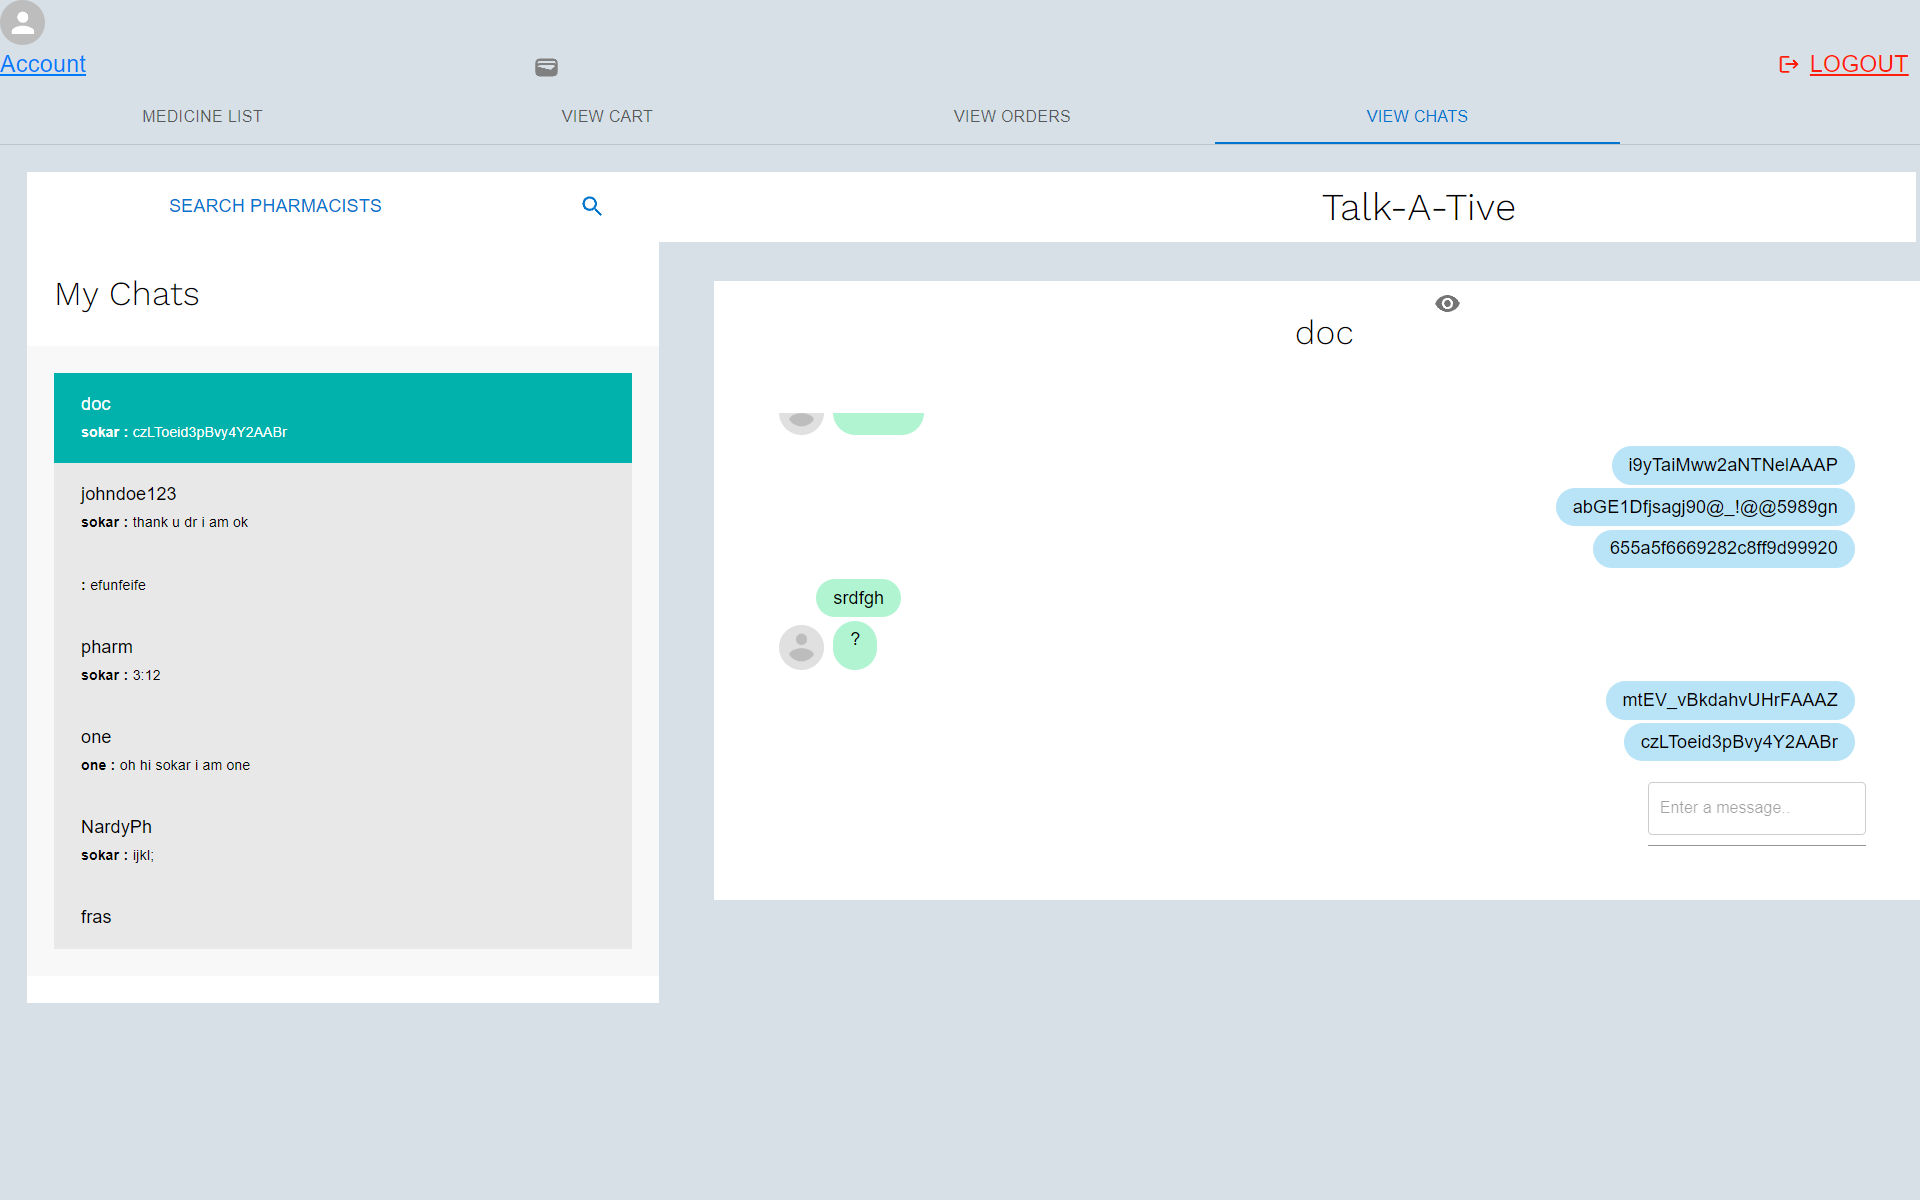 Account
LOGOUT
MEDICINE LIST
VIEW CART
VIEW ORDERS
VIEW CHATS
SEARCH PHARMACISTS
Talk-A-Tive
My Chats
doc
sokar : czLToeid3pBvy4Y2AABr
johndoe123
sokar : thank u dr i am ok
: efunfeife
pharm
sokar : 3:12
one
one : oh hi sokar i am one
NardyPh
sokar : ijkl;
fras
doc
i9yTaiMww2aNTNelAAAP
abGE1Dfjsagj90@_!@@5989gn
655a5f6669282c8ff9d99920
srdfgh
?
mtEV_vBkdahvUHrFAAAZ
czLToeid3pBvy4Y2AABr
Enter a message..